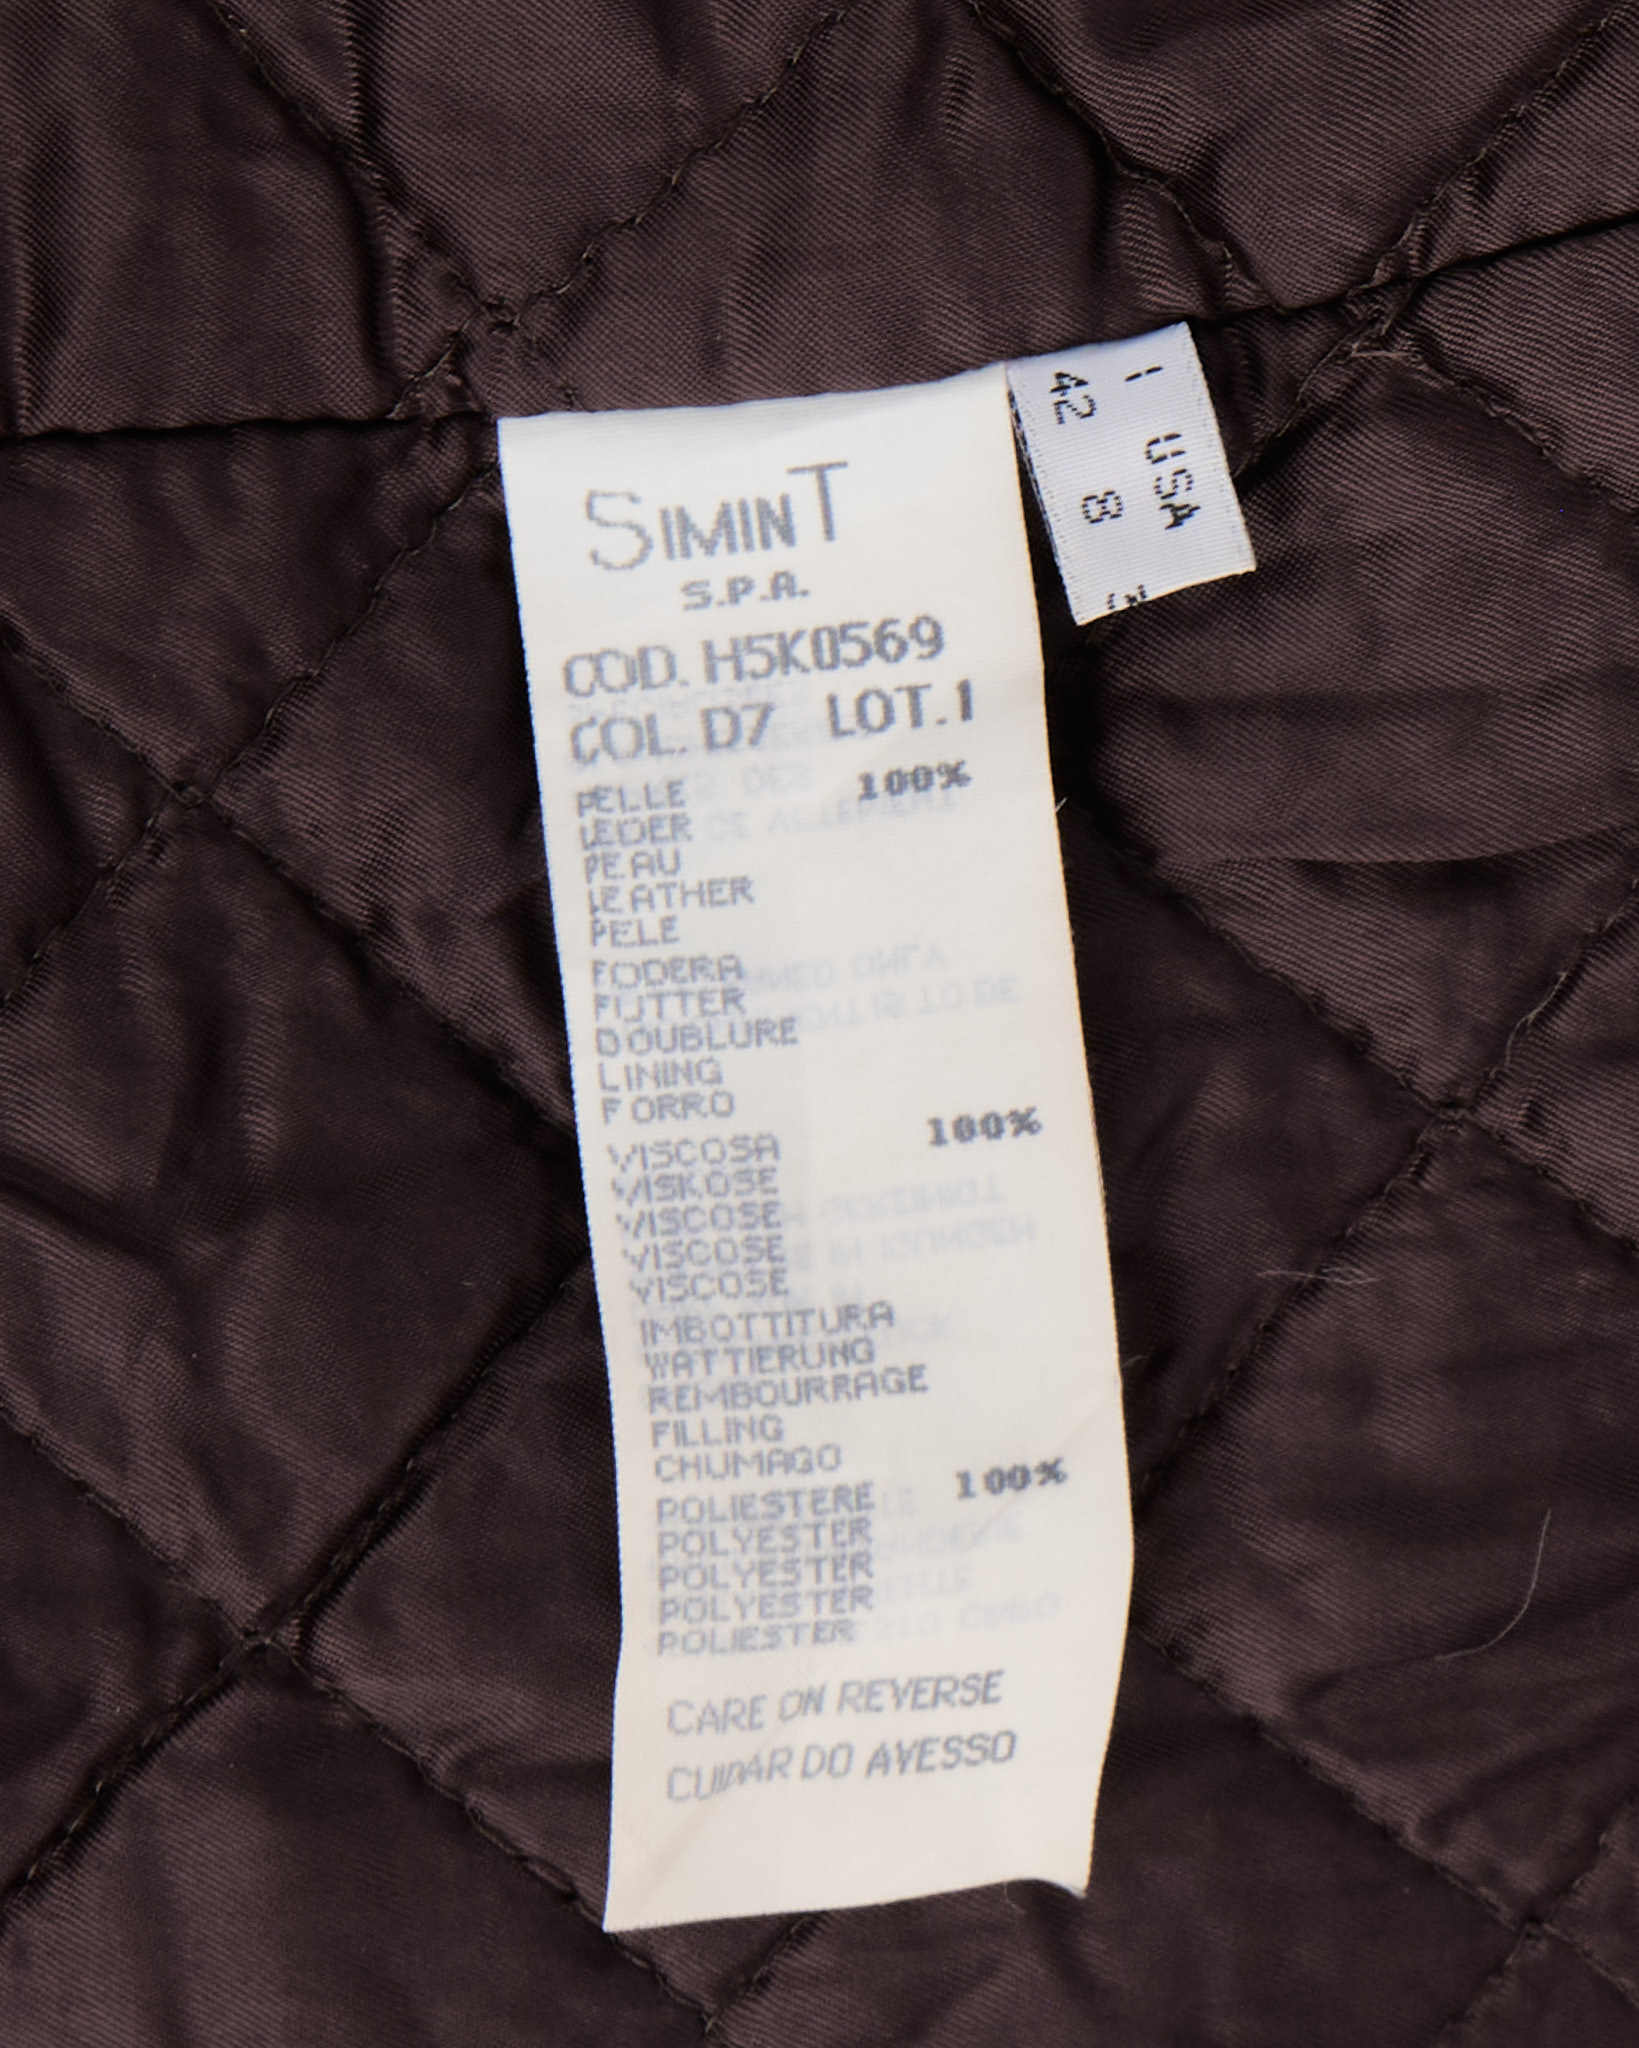 SIMINT
S.P.A.
COD. H5K0569
COL. D7 LOT. 1
PELLE 100%
LEDER
PEAU
LEATHER
PELE
FODERA
FUTTER
DOUBLURE
LINING
FORRO
VISCOSA 100%
VISKOSE
VISCOSE
VISCOSE
VISCOSE
IMBOTTITURA
WATTIERUNG
REMBOURRAGE
FILLING
CHUMAGO
POLIESTERE 100%
POLYESTER
POLYESTER
POLYESTER
POLIESTER
CARE ON REVERSE
CUIDAR DO AVESSO
I USA
42 8